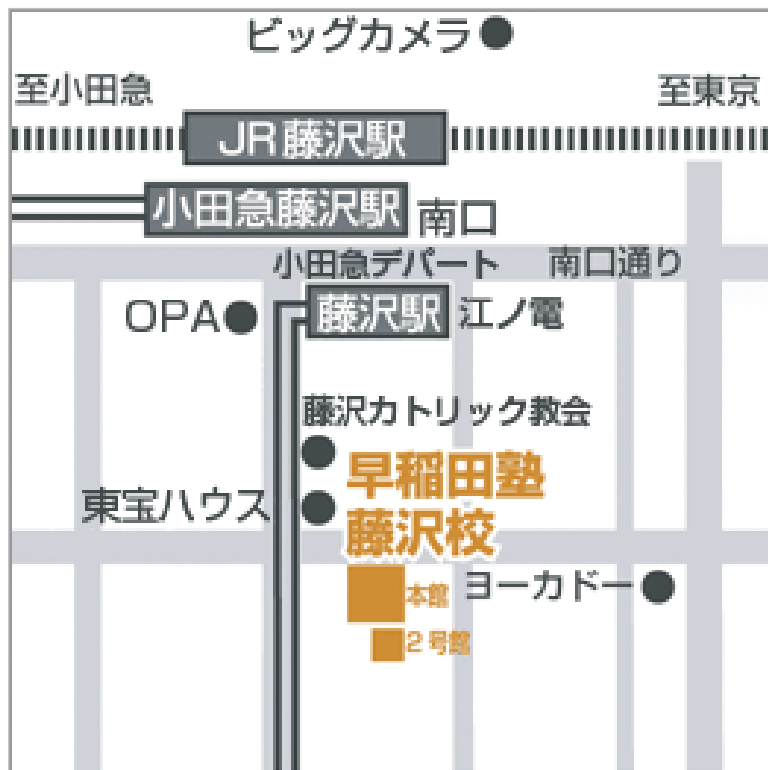 ビッグカメラ
至小田急
至東京
JR藤沢駅
小田急藤沢駅
南口
小田急デパート
南口通り
OPA
藤沢駅
江ノ電
藤沢カトリック教会
早稲田塾
東宝ハウス
藤沢校
ヨーカドー
本館
2号館